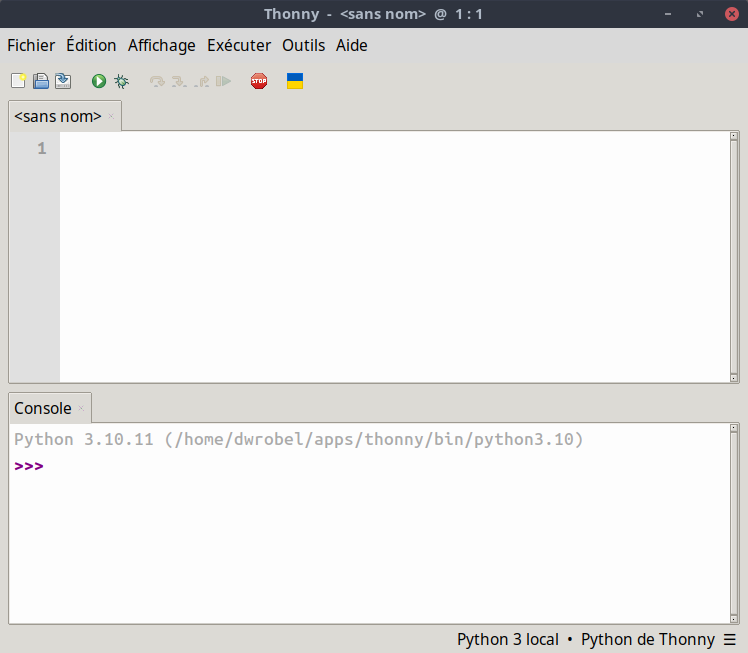 Thonny - <sans nom> @ 1 : 1
Fichier Édition Affichage Exécuter Outils Aide
STOP
<sans nom>
1
Console
Python 3.10.11 (/home/dwrobel/apps/thonny/bin/python3.10)
>>>
Python 3 local • Python de Thonny ☰